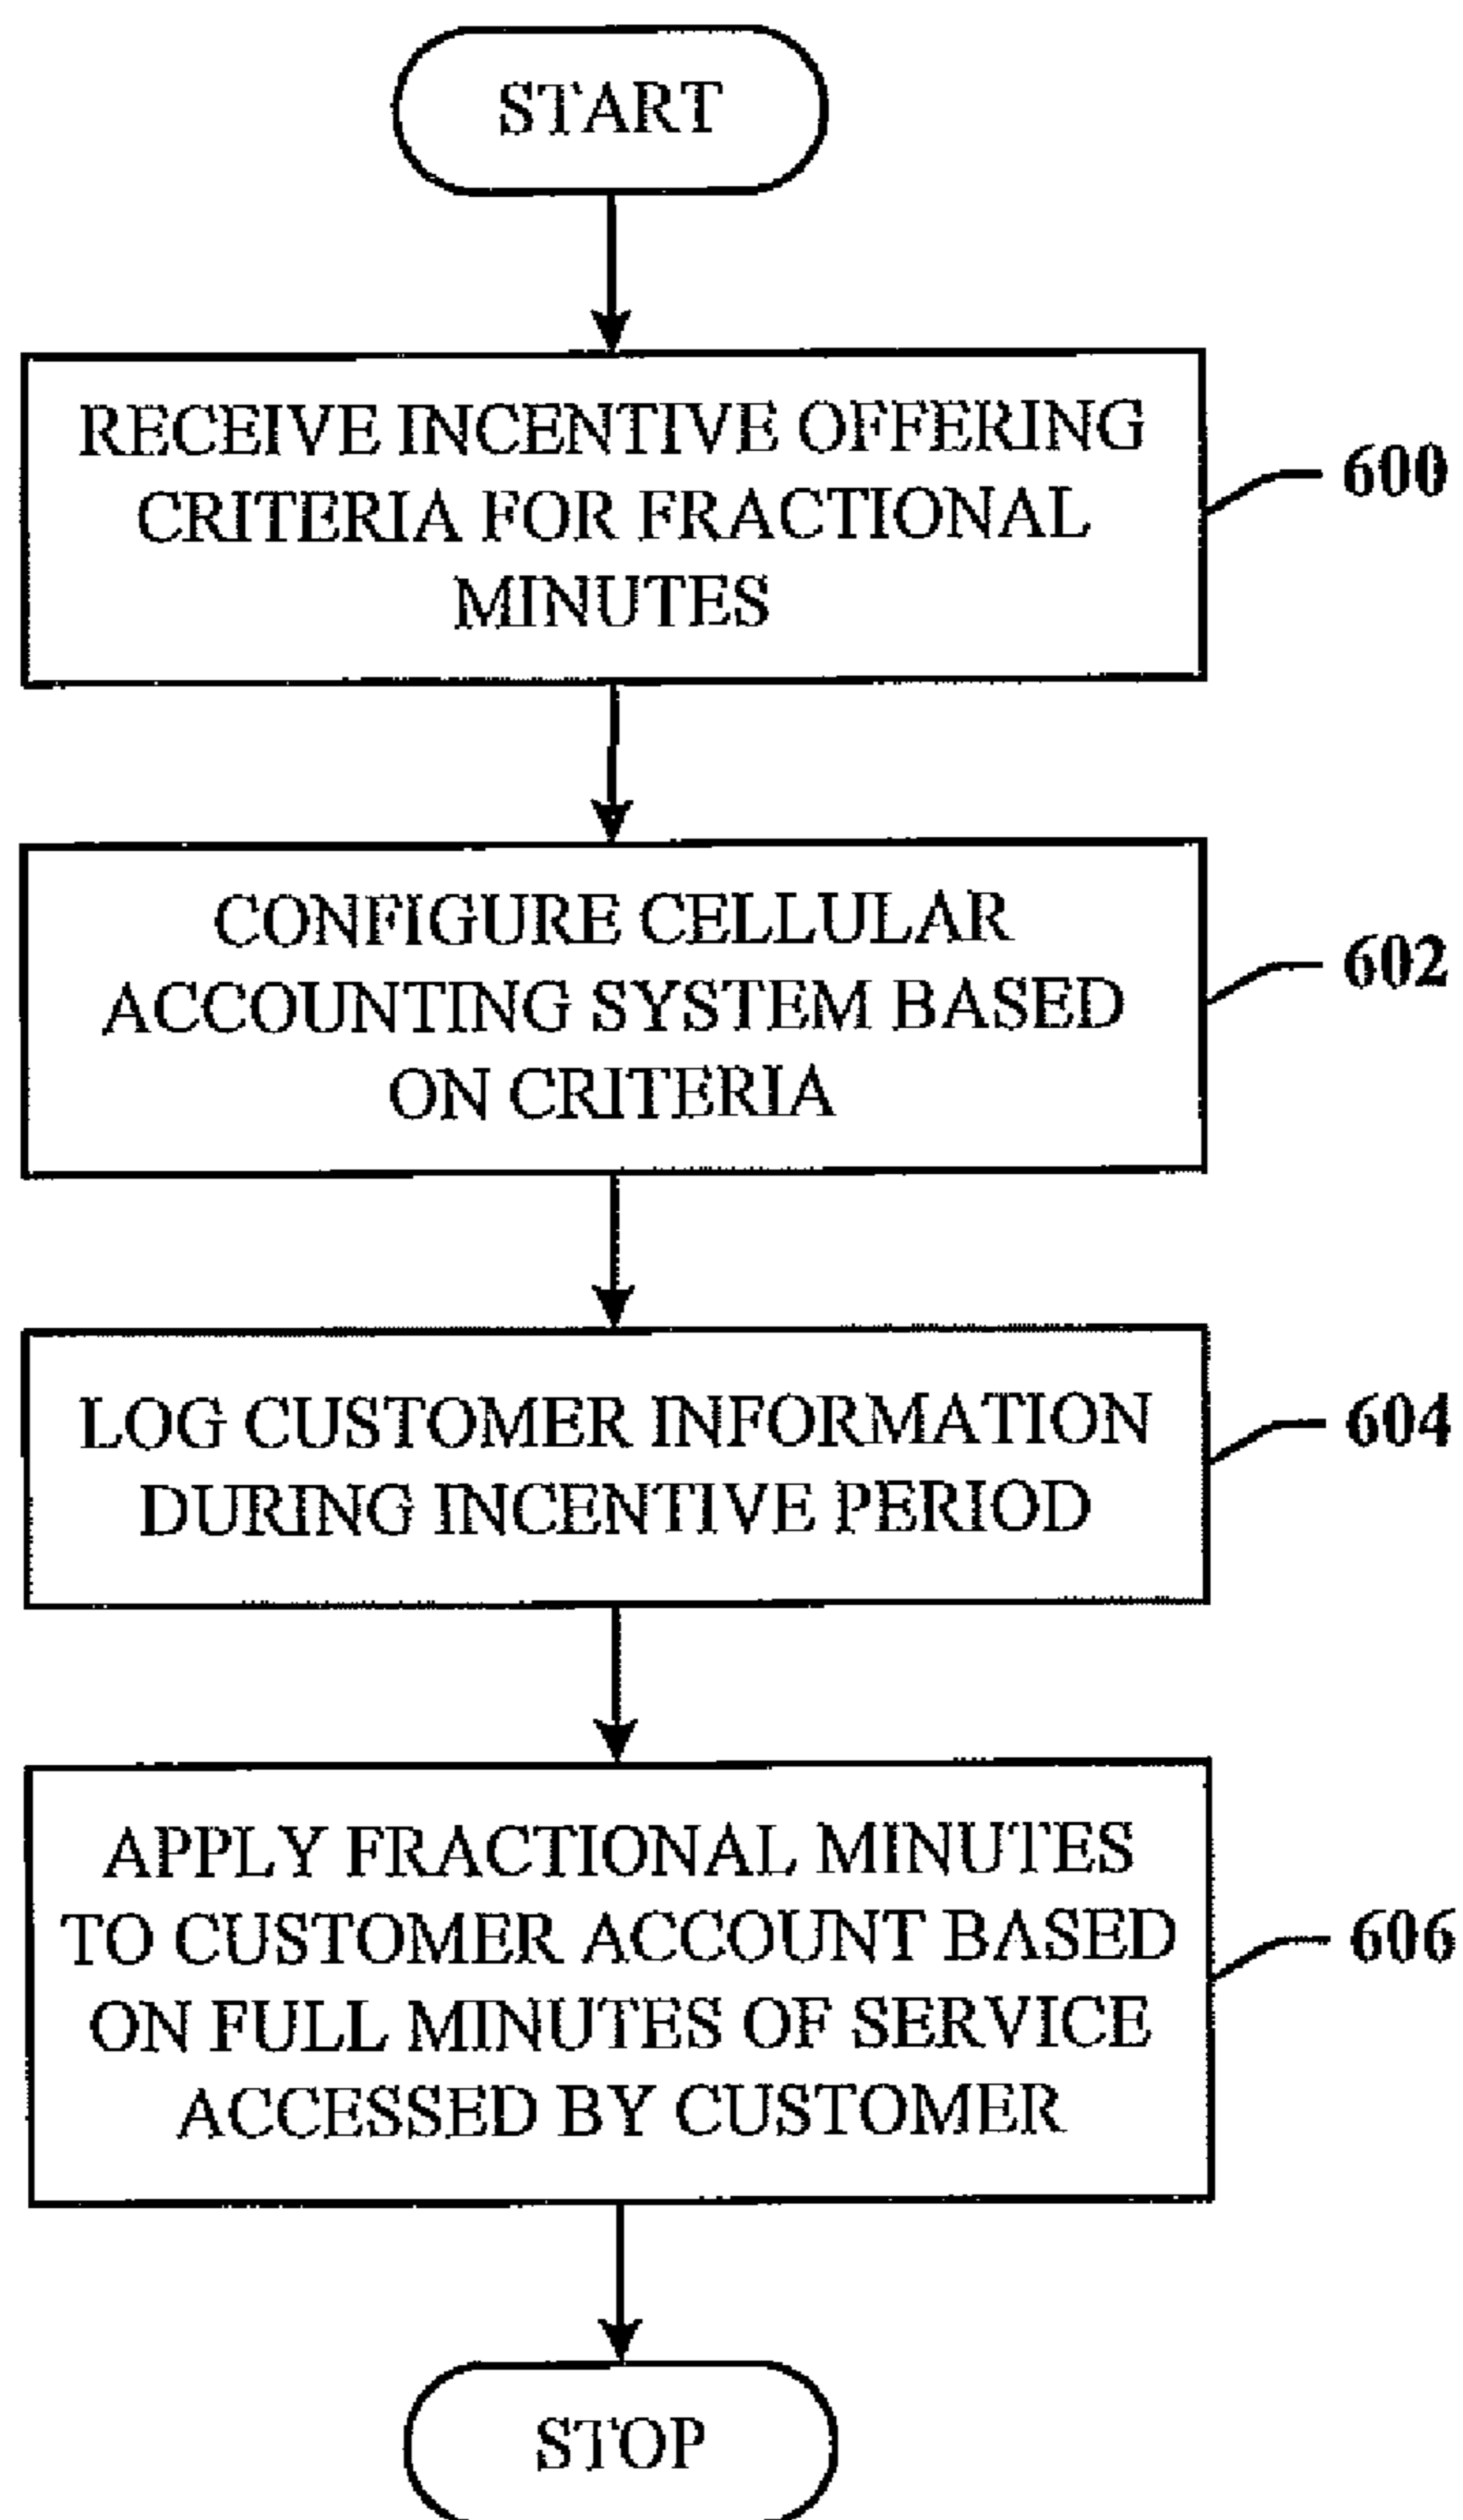 START
RECEIVE INCENTIVE OFFERING
CRITERIA FOR FRACTIONAL
MINUTES
600
CONFIGURE CELLULAR
ACCOUNTING SYSTEM BASED
ON CRITERIA
602
LOG CUSTOMER INFORMATION
DURING INCENTIVE PERIOD
604
APPLY FRACTIONAL MINUTES
TO CUSTOMER ACCOUNT BASED
ON FULL MINUTES OF SERVICE
ACCESSED BY CUSTOMER
606
STOP